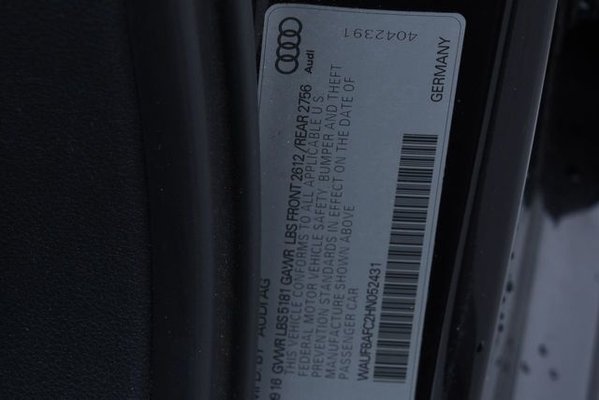 MFD. BY AUDI AG
916 GVWR LBS 5181 GAWR LBS FRONT 2612 / REAR 2756
THIS VEHICLE CONFORMS TO ALL APPLICABLE U.S.
FEDERAL MOTOR VEHICLE SAFETY, BUMPER AND THEFT
PREVENTION STANDARDS IN EFFECT ON THE DATE OF
MANUFACTURE SHOWN ABOVE
PASSENGER CAR
WAUF8AFC2HN052431
Audi
4042391
GERMANY